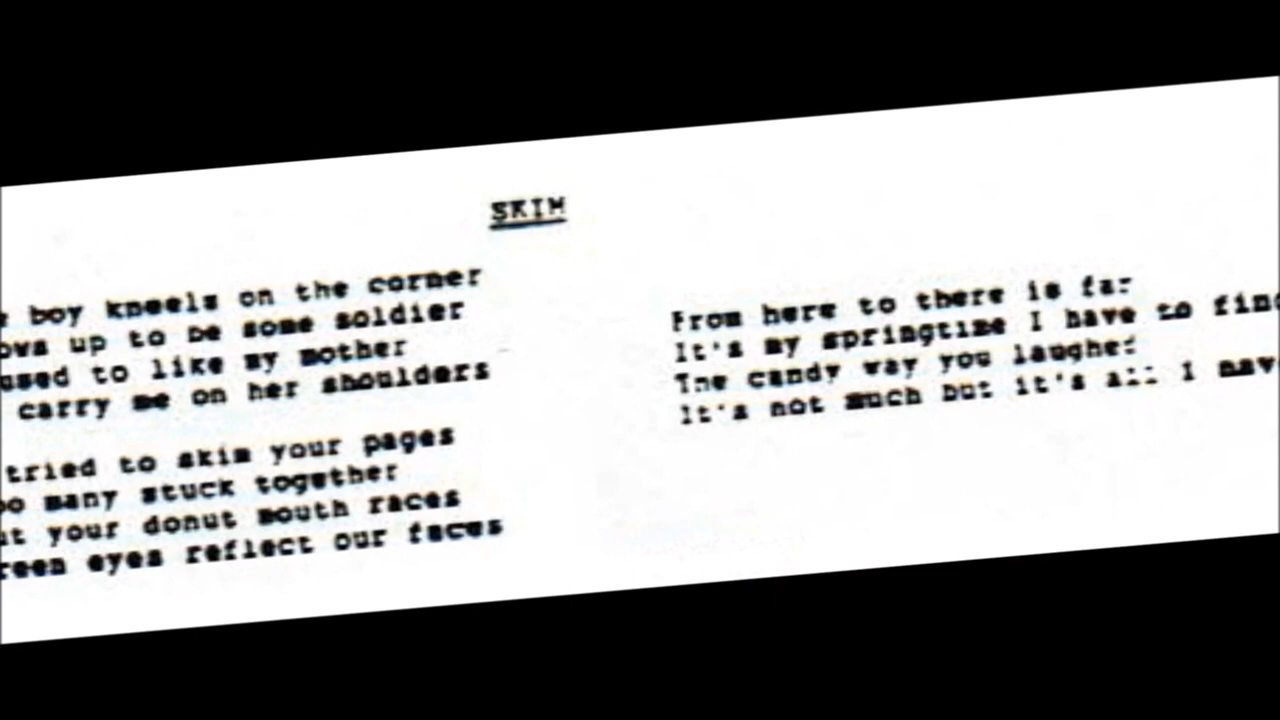 SKIM
boy kneels on the corner
up to be some soldier
used to like my mother
carry me on her shoulders
tried to skim your pages
many stuck together
your donut mouth races
eyes reflect our faces
From here to there is far
It's my springtime I have to find
The candy way you laughed
It's not much but it's all I